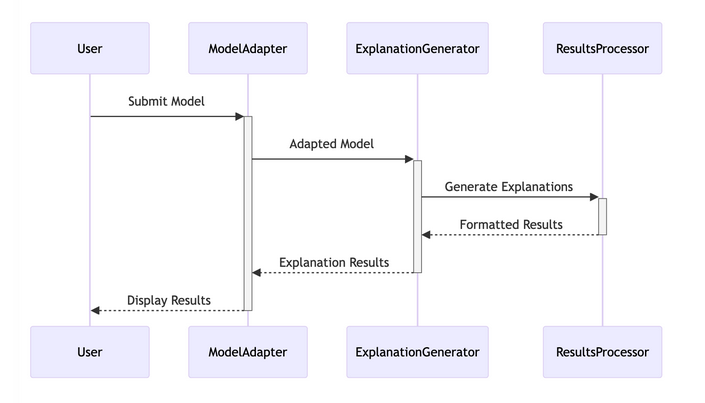 User
ModelAdapter
ExplanationGenerator
ResultsProcessor
Submit Model
Adapted Model
Generate Explanations
Formatted Results
Explanation Results
Display Results
User
ModelAdapter
ExplanationGenerator
ResultsProcessor